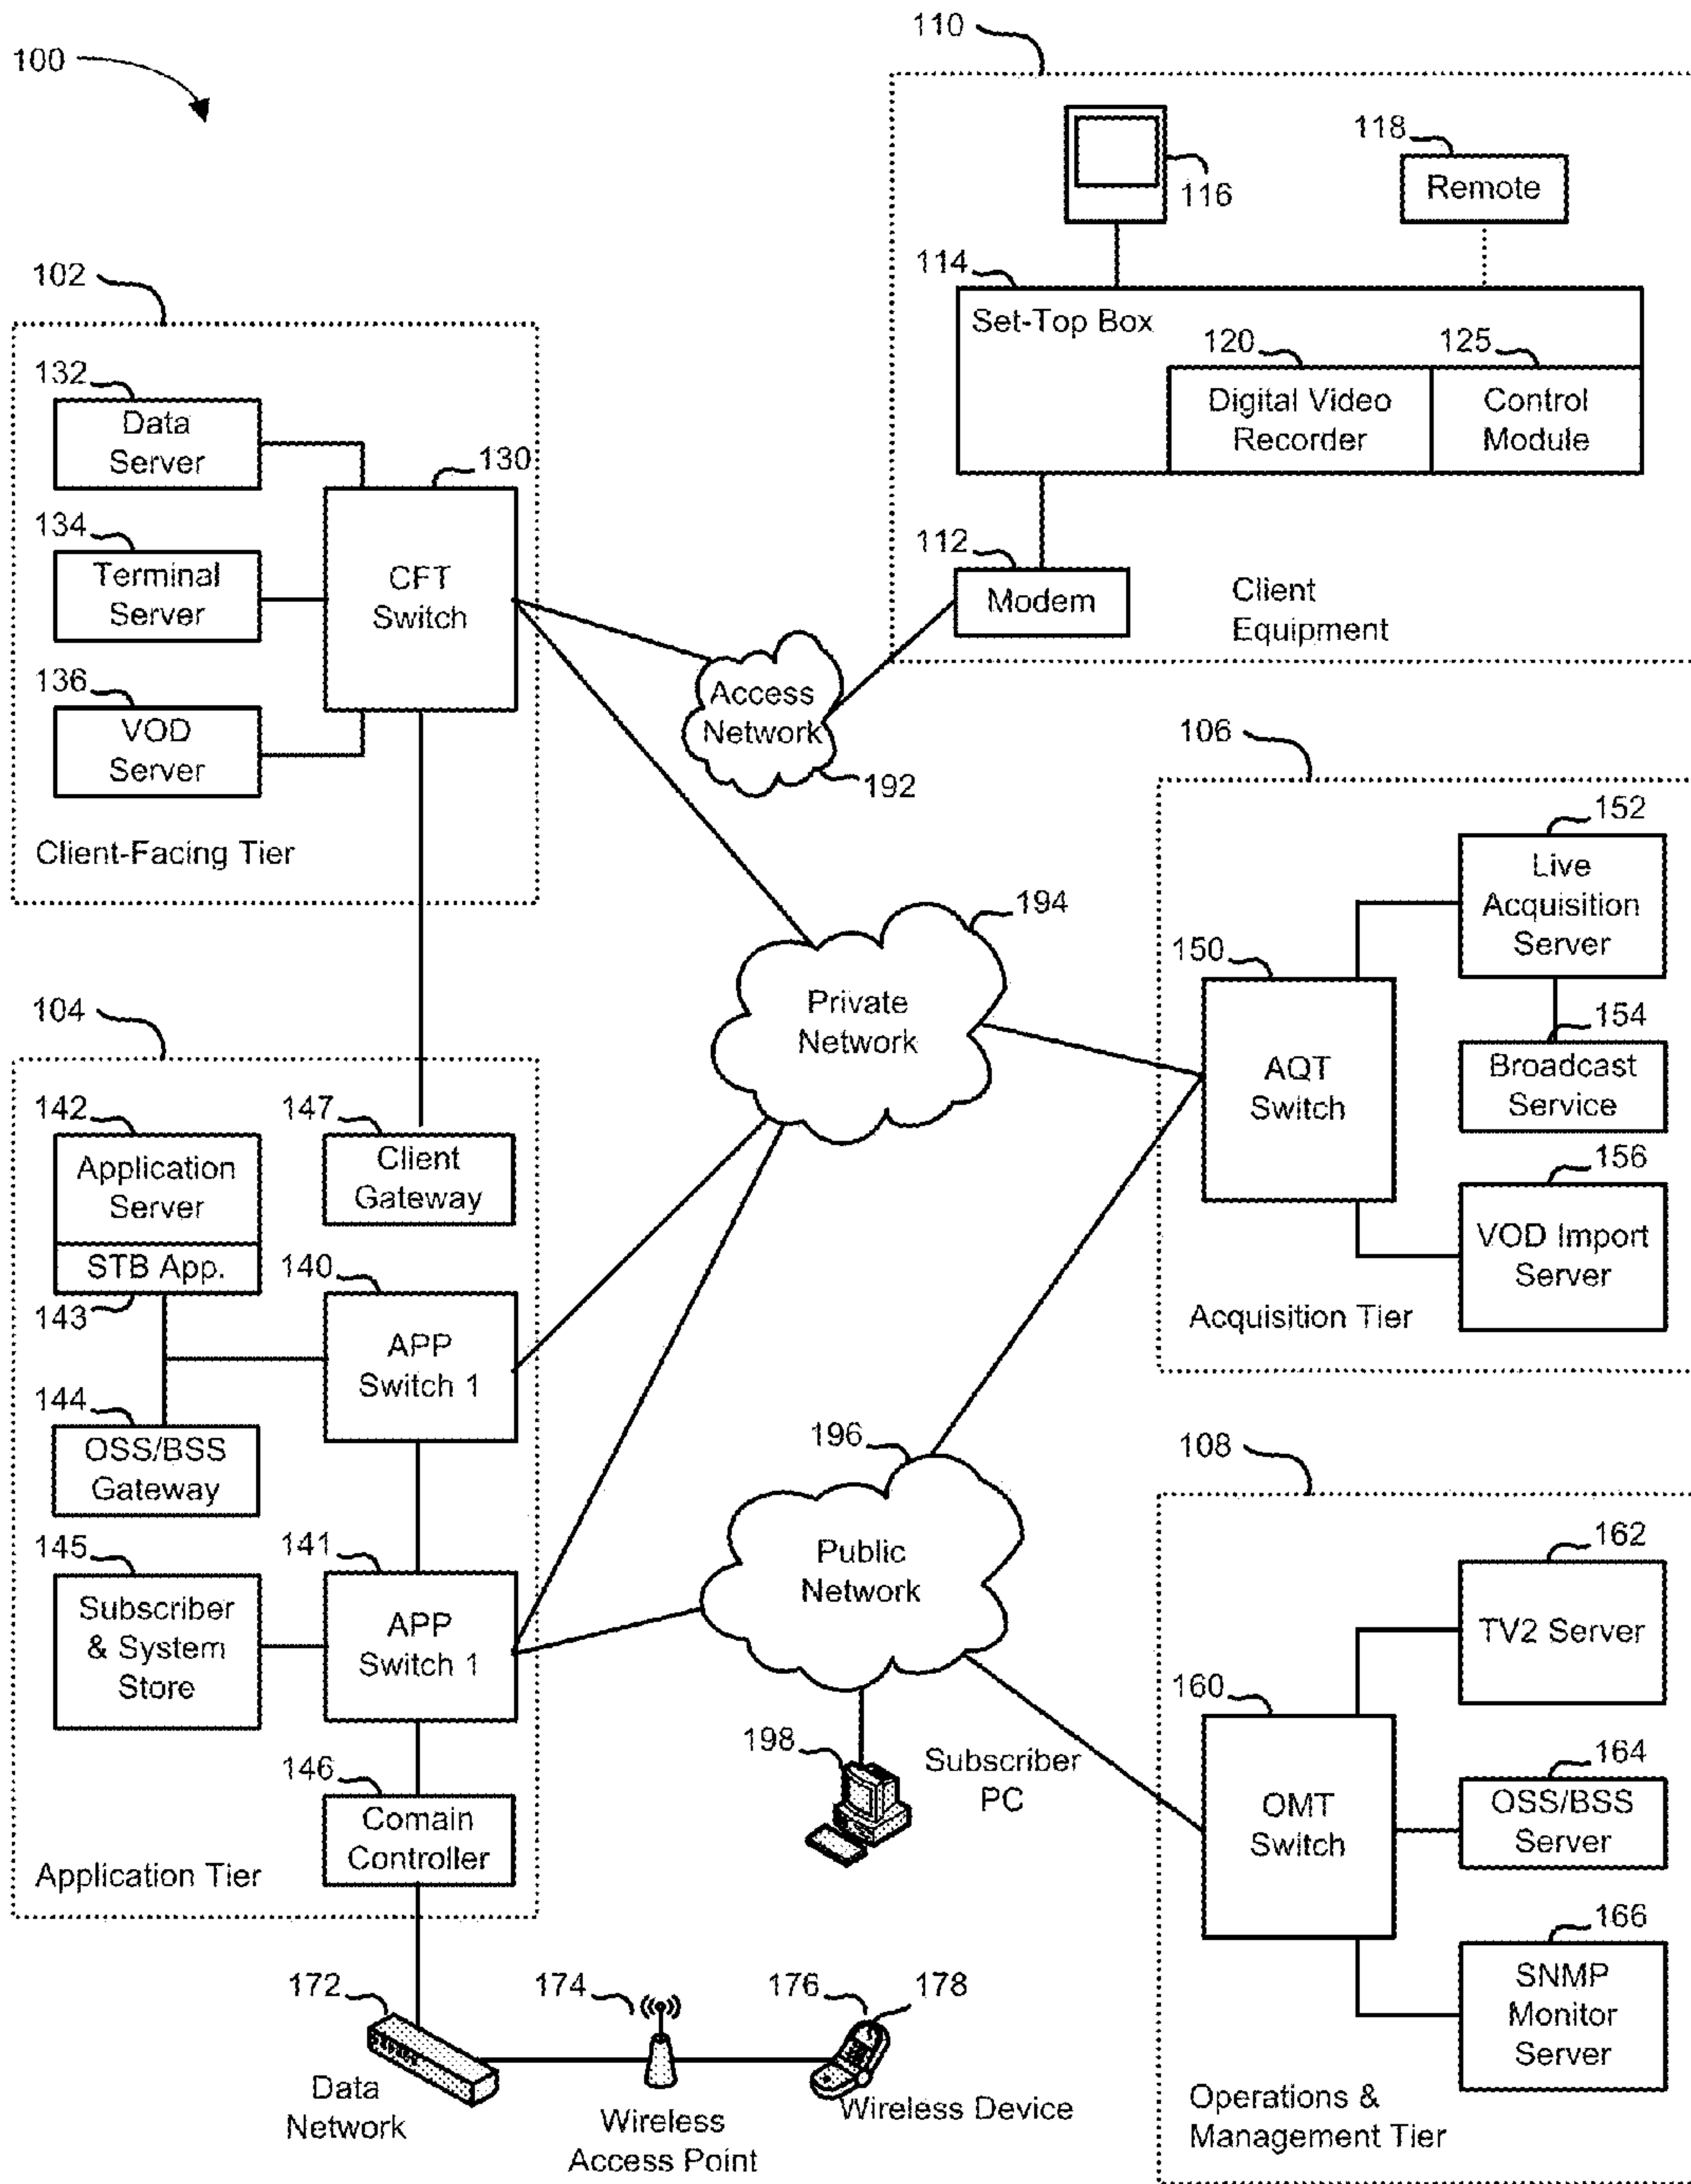 100
110
116
118
Remote
114
Set-Top Box
120
Digital Video
Recorder
125
Control
Module
112
Modem
Client
Equipment
102
132
Data
Server
130
CFT
Switch
134
Terminal
Server
136
VOD
Server
Client-Facing Tier
Access
Network
192
106
152
Live
Acquisition
Server
150
AQT
Switch
154
Broadcast
Service
156
VOD Import
Server
Acquisition Tier
194
Private
Network
104
142
Application
Server
STB App.
143
147
Client
Gateway
140
APP
Switch 1
144
OSS/BSS
Gateway
145
Subscriber
& System
Store
141
APP
Switch 1
146
Comain
Controller
Application Tier
196
Public
Network
198
Subscriber
PC
108
162
TV2 Server
160
OMT
Switch
164
OSS/BSS
Server
166
SNMP
Monitor
Server
Operations &
Management Tier
172
Data
Network
174
Wireless
Access Point
176
178
Wireless Device